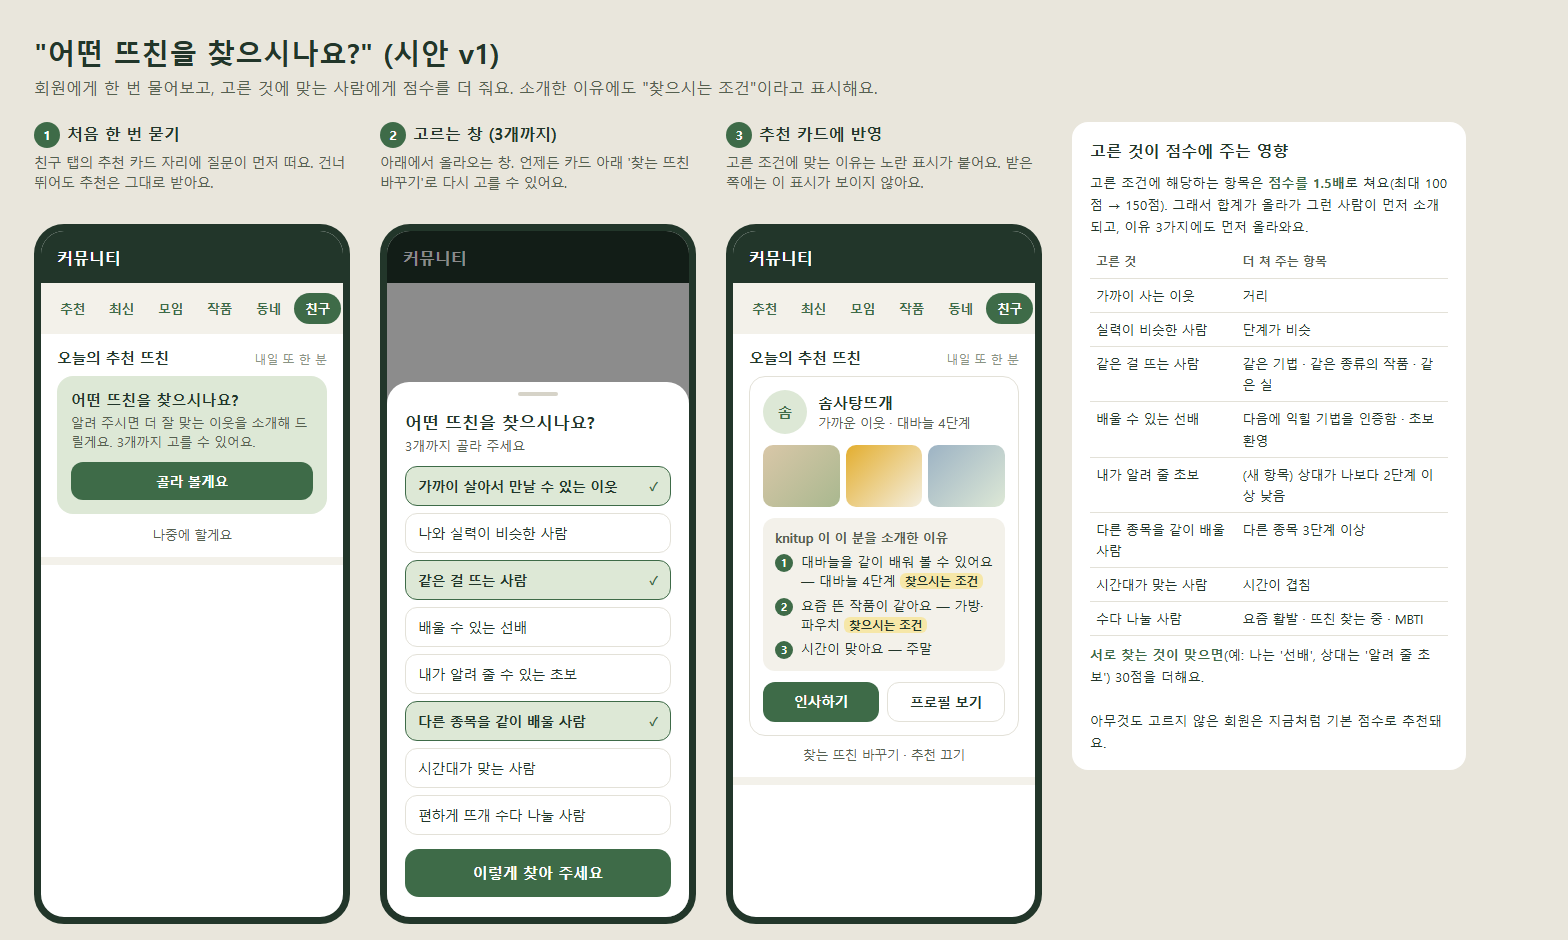 "어떤 뜨친을 찾으시나요?" (시안 v1)
회원에게 한 번 물어보고, 고른 것에 맞는 사람에게 점수를 더 줘요. 소개한 이유에도 "찾으시는 조건"이라고 표시해요.
1 처음 한 번 묻기
친구 탭의 추천 카드 자리에 질문이 먼저 떠요. 건너
뛰어도 추천은 그대로 받아요.
커뮤니티
추천 최신 모임 작품 동네 친구
오늘의 추천 뜨친 내일 또 한 분
어떤 뜨친을 찾으시나요?
알려 주시면 더 잘 맞는 이웃을 소개해 드
릴게요. 3개까지 고를 수 있어요.
골라 볼게요
나중에 할게요
2 고르는 창 (3개까지)
아래에서 올라오는 창. 언제든 카드 아래 '찾는 뜨친
바꾸기'로 다시 고를 수 있어요.
커뮤니티
어떤 뜨친을 찾으시나요?
3개까지 골라 주세요
가까이 살아서 만날 수 있는 이웃 ✓
나와 실력이 비슷한 사람
같은 걸 뜨는 사람 ✓
배울 수 있는 선배
내가 알려 줄 수 있는 초보
다른 종목을 같이 배울 사람 ✓
시간대가 맞는 사람
편하게 뜨개 수다 나눌 사람
이렇게 찾아 주세요
3 추천 카드에 반영
고른 조건에 맞는 이유는 노란 표시가 붙어요. 받은
쪽에는 이 표시가 보이지 않아요.
커뮤니티
추천 최신 모임 작품 동네 친구
오늘의 추천 뜨친 내일 또 한 분
솜
솜사탕뜨개
가까운 이웃 · 대바늘 4단계
knitup 이 이 분을 소개한 이유
1 대바늘을 같이 배워 볼 수 있어요
— 대바늘 4단계 찾으시는 조건
2 요즘 뜬 작품이 같아요 — 가방·
파우치 찾으시는 조건
3 시간이 맞아요 — 주말
인사하기 프로필 보기
찾는 뜨친 바꾸기 · 추천 끄기
고른 것이 점수에 주는 영향
고른 조건에 해당하는 항목은 점수를 1.5배로 쳐요(최대 100
점 → 150점). 그래서 합계가 올라가 그런 사람이 먼저 소개
되고, 이유 3가지에도 먼저 올라와요.
고른 것 더 쳐 주는 항목
가까이 사는 이웃 거리
실력이 비슷한 사람 단계가 비슷
같은 걸 뜨는 사람 같은 기법 · 같은 종류의 작품 · 같
은 실
배울 수 있는 선배 다음에 익힐 기법을 인증함 · 초보
환영
내가 알려 줄 초보 (새 항목) 상대가 나보다 2단계 이
상 낮음
다른 종목을 같이 배울 다른 종목 3단계 이상
사람
시간대가 맞는 사람 시간이 겹침
수다 나눌 사람 요즘 활발 · 뜨친 찾는 중 · MBTI
서로 찾는 것이 맞으면(예: 나는 '선배', 상대는 '알려 줄 초
보') 30점을 더해요.
아무것도 고르지 않은 회원은 지금처럼 기본 점수로 추천돼
요.